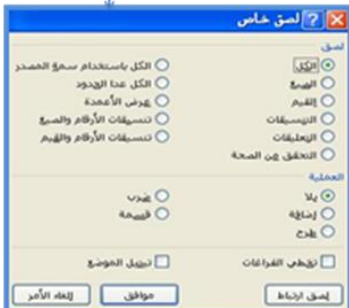 لصق خاص
لصق
الكل
الكل باستخدام سمة المصدر
الصيغ
الكل عدا الحدود
القيم
عرض الأعمدة
التنسيقات
تنسيقات الأرقام والصيغ
التعليقات
تنسيقات الأرقام والقيم
التحقق من الصحة
العملية
بلا
ضرب
إضافة
قسمة
طرح
تخطي الفراغات
تبديل الموضع
لصق ارتباط
موافق
إلغاء الأمر